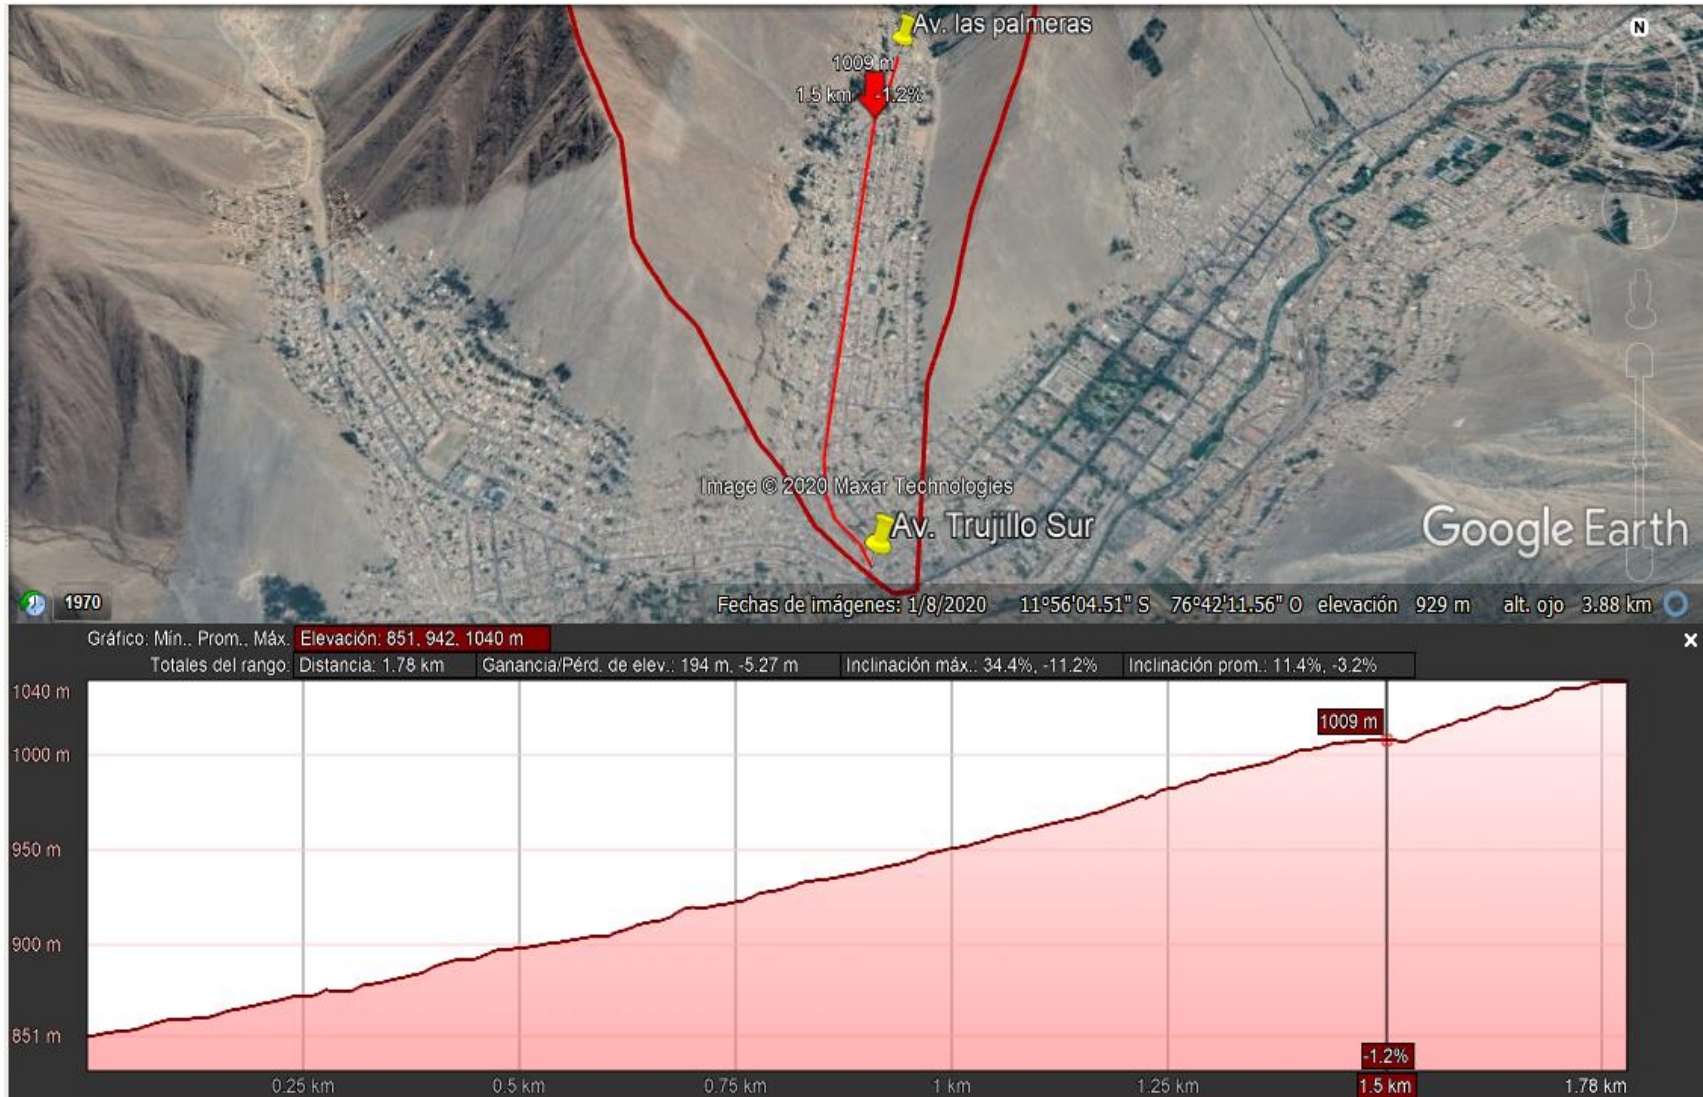 Av. las palmeras
N
1009 m
1.5 km -1.2%
Image © 2020 Maxar Technologies
Av. Trujillo Sur
Google Earth
1970
Fechas de imágenes: 1/8/2020 11°56'04.51" S 76°42'11.56" O elevación 929 m alt. ojo 3.88 km
Gráfico: Mín., Prom., Máx. Elevación: 851, 942, 1040 m
Totales del rango: Distancia: 1.78 km Ganancia/Pérd. de elev.: 194 m, -5.27 m Inclinación máx.: 34.4%, -11.2% Inclinación prom.: 11.4%, -3.2%
1040 m
1009 m
1000 m
950 m
900 m
851 m
-1.2%
0.25 km 0.5 km 0.75 km 1 km 1.25 km 1.5 km 1.78 km